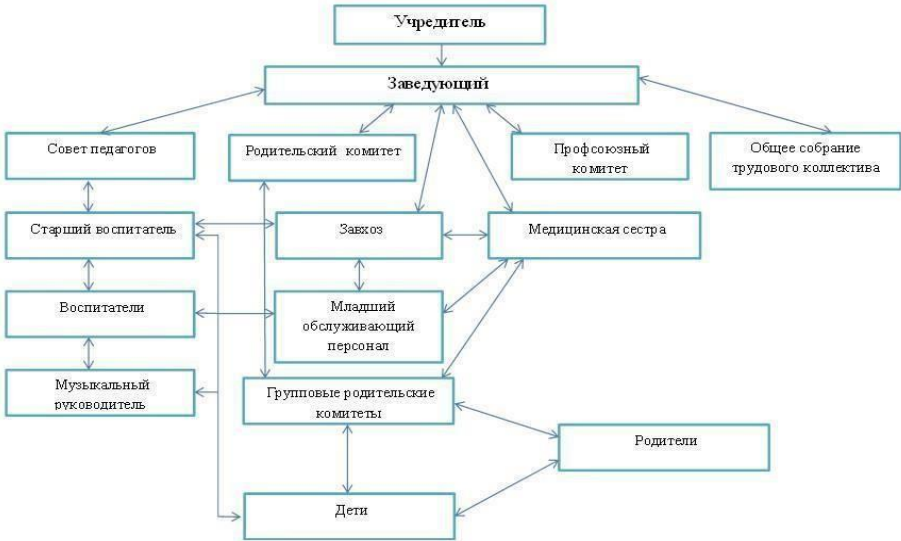 Учредитель
Заведующий
Совет педагогов
Родительский комитет
Профсоюзный
комитет
Общее собрание
трудового коллектива
Старший воспитатель
Завхоз
Медицинская сестра
Воспитатели
Младший
обслуживающий
персонал
Музыкальный
руководитель
Групповые родительские
комитеты
Родители
Дети